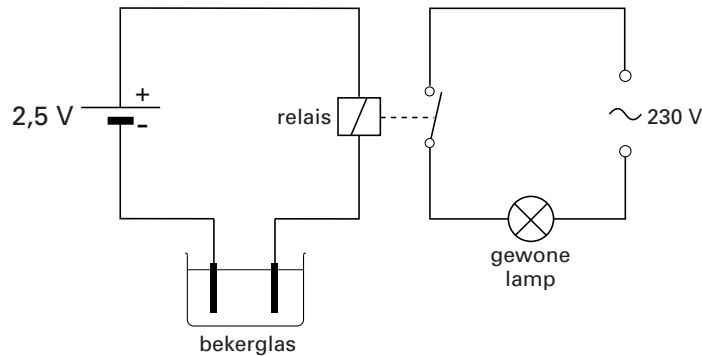 +
2,5 V
-
relais
230 V
gewone
lamp
bekerglas